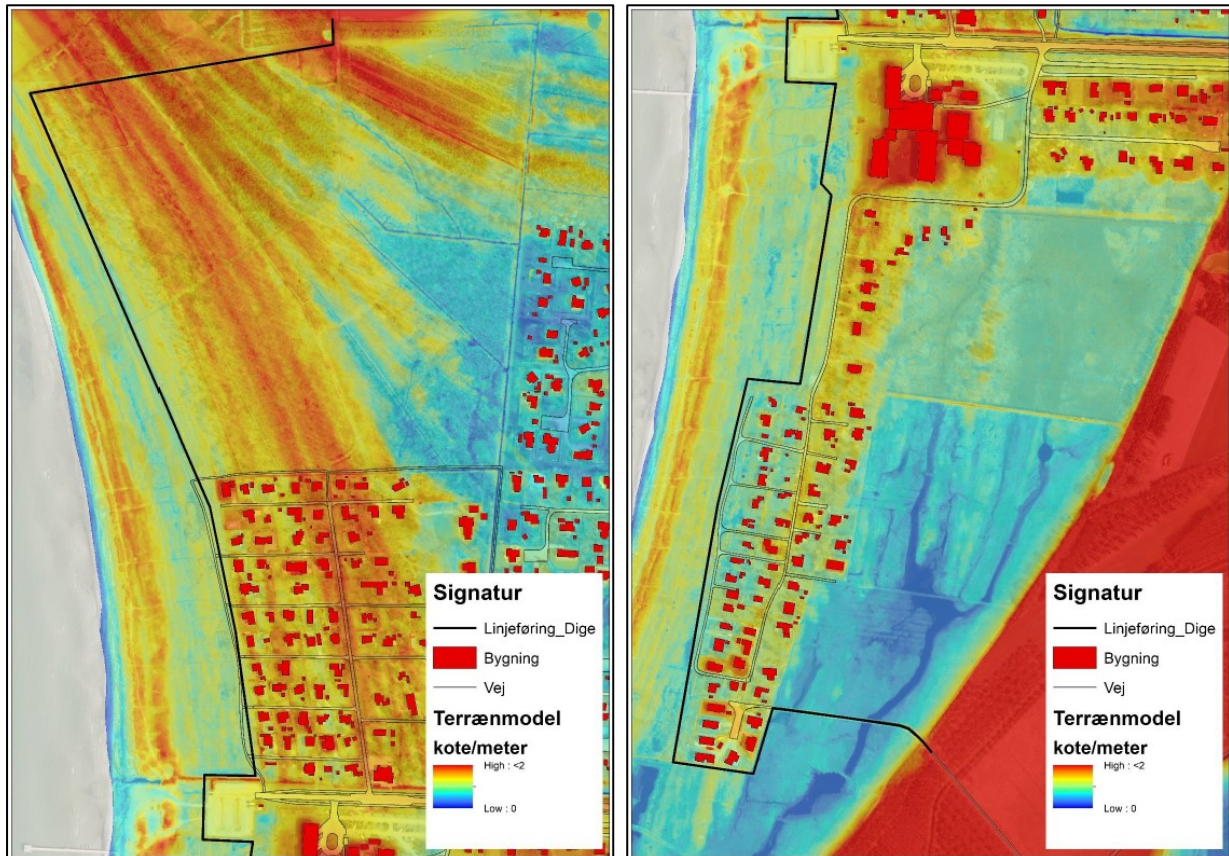 Signatur
Linjeføring_Dige
Bygning
Vej
Terrænmodel
kote/meter
High : <2
Low : 0
Signatur
Linjeføring_Dige
Bygning
Vej
Terrænmodel
kote/meter
High : <2
Low : 0